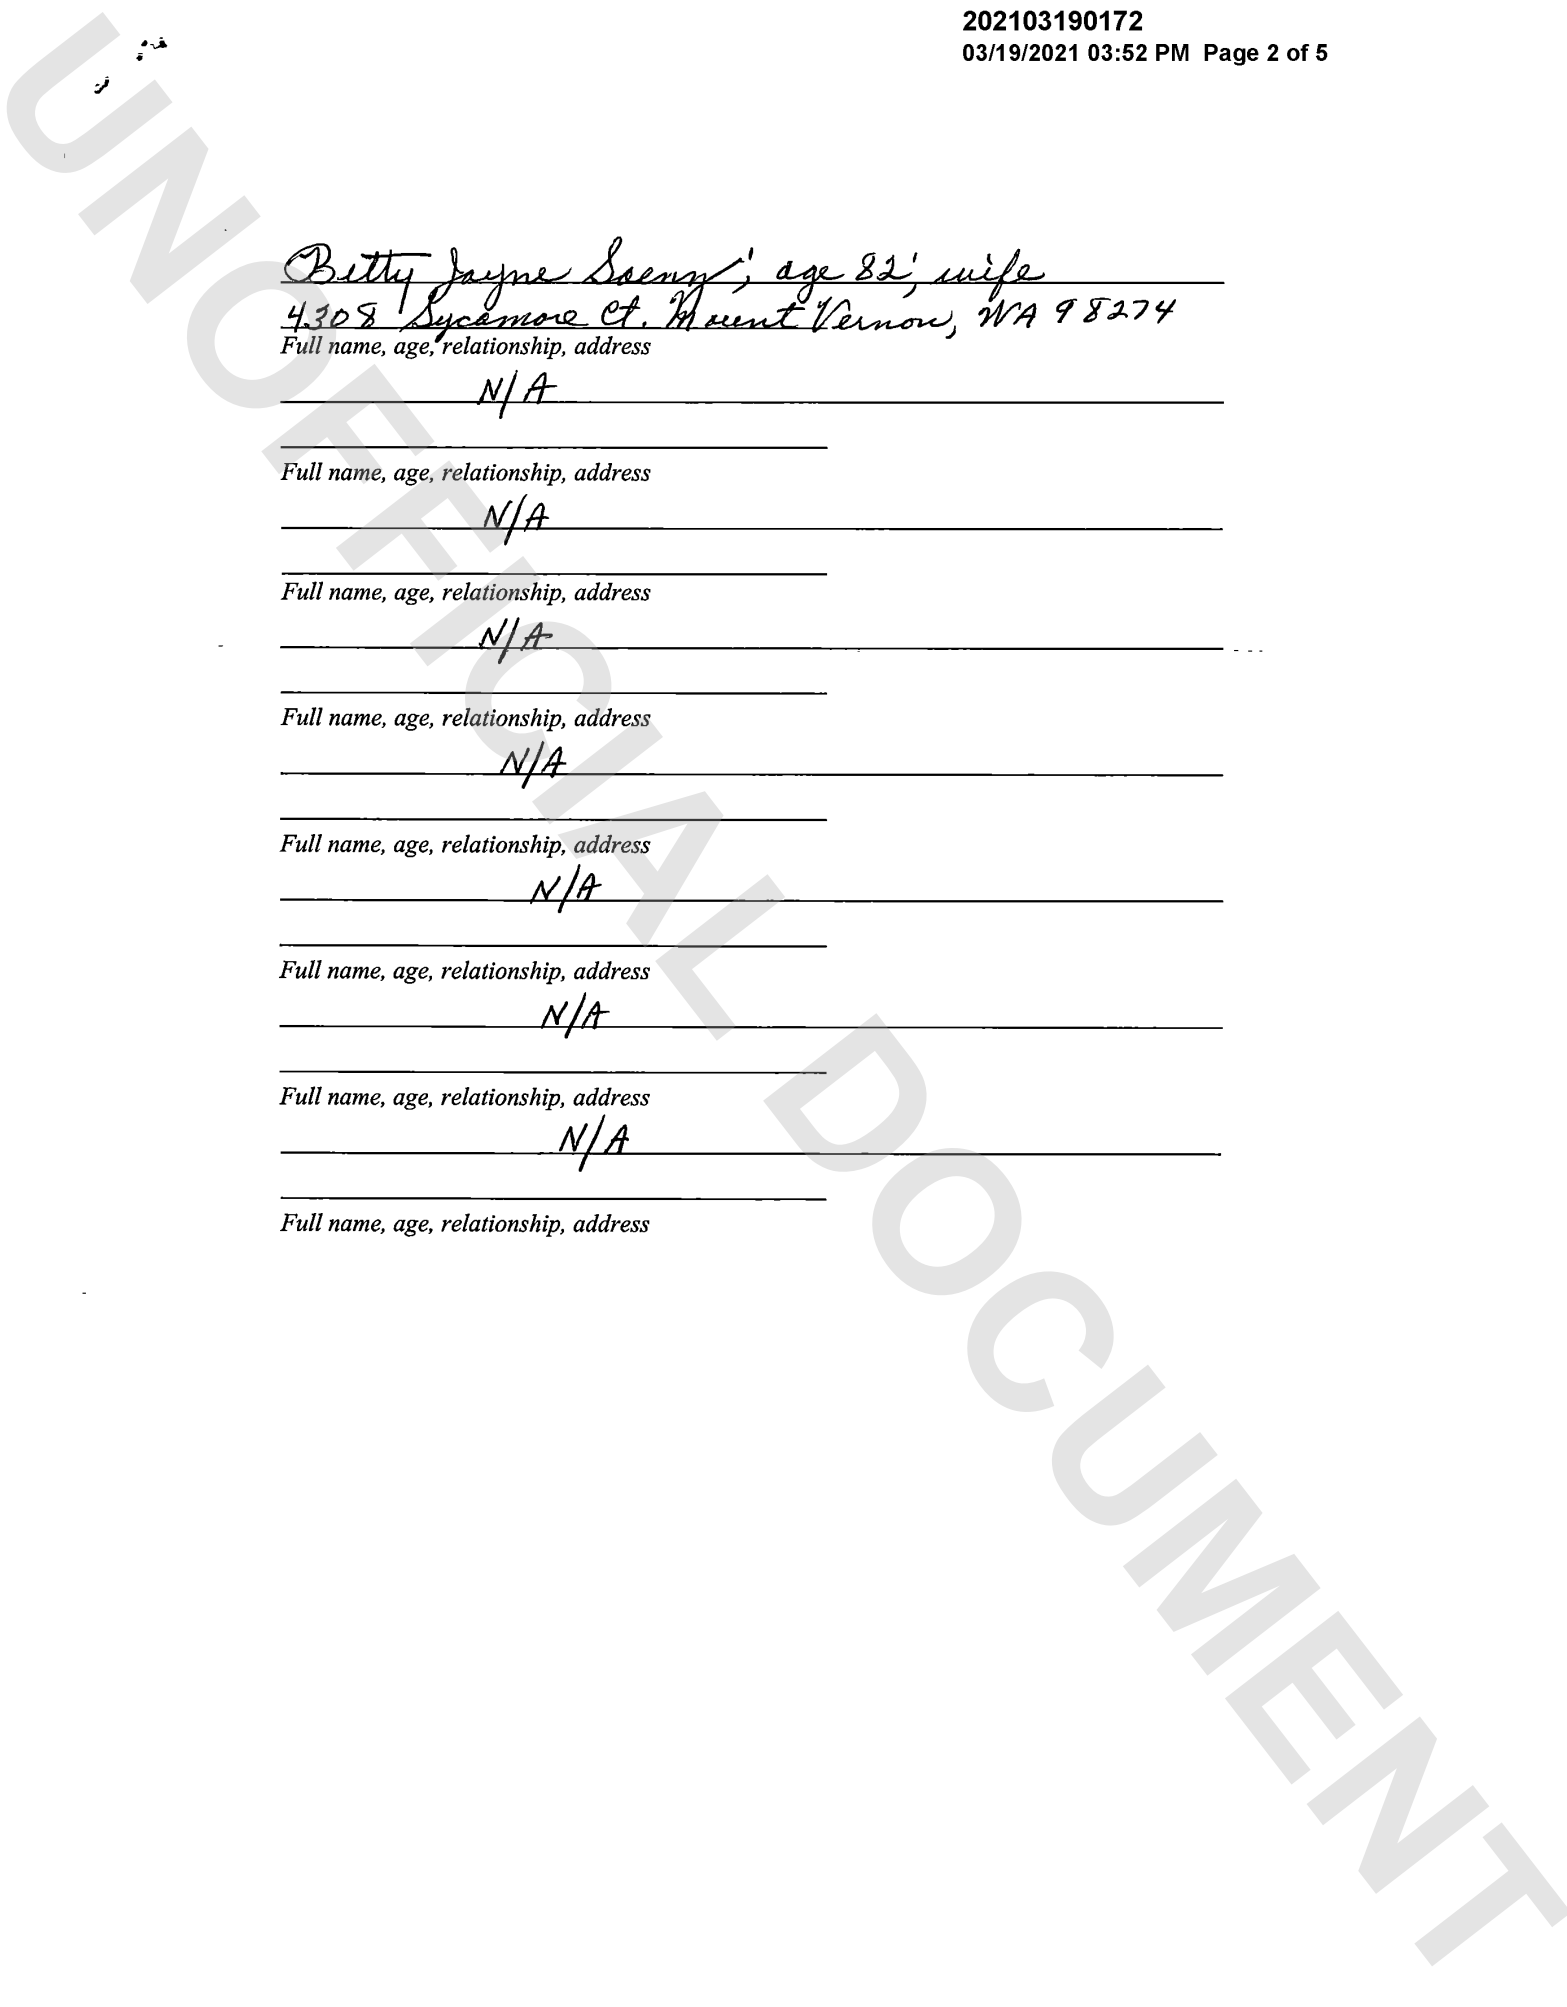 202103190172
03/19/2021 03:52 PM Page 2 of 5
Betty Jayne ; age 82; wife
4308 Sycamore Ct. Mount Vernon, WA 98274
Full name, age, relationship, address
N/A
Full name, age, relationship, address
N/A
Full name, age, relationship, address
N/A
Full name, age, relationship, address
N/A
Full name, age, relationship, address
N/A
Full name, age, relationship, address
N/A
Full name, age, relationship, address
N/A
Full name, age, relationship, address
UNOFFICIAL DOCUMENT